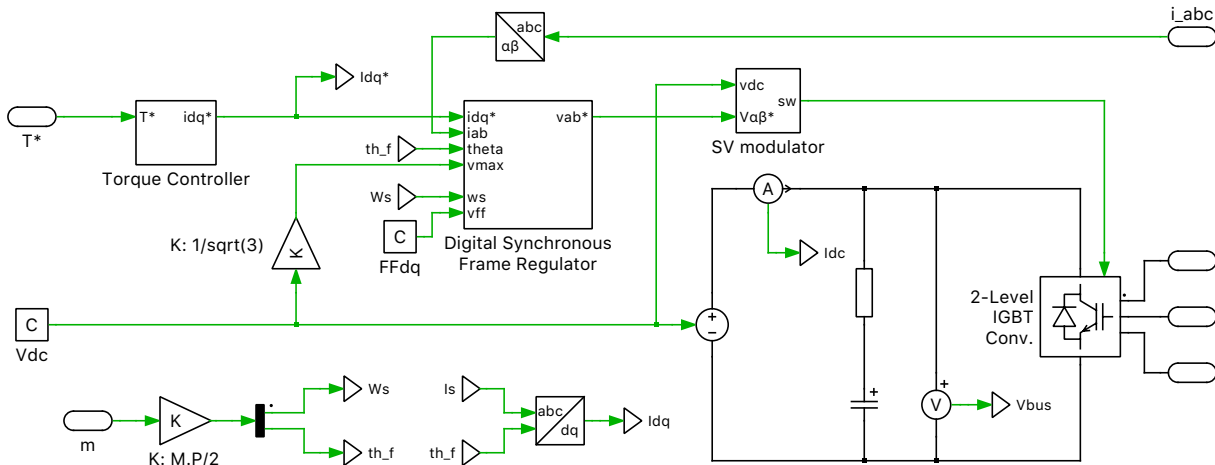 i_abc
abc
αβ
Idq*
vdc
sw
Vαβ*
SV modulator
T*
T*
idq*
Torque Controller
idq*
iab
theta
vmax
ws
vff
vab*
Digital Synchronous
Frame Regulator
th_f
Ws
C
FFdq
K: 1/sqrt(3)
K
A
Idc
2-Level
IGBT
Conv.
C
Vdc
+
−
m
K
K: M.P/2
Ws
th_f
Is
th_f
abc
dq
Idq
+
+
V
Vbus